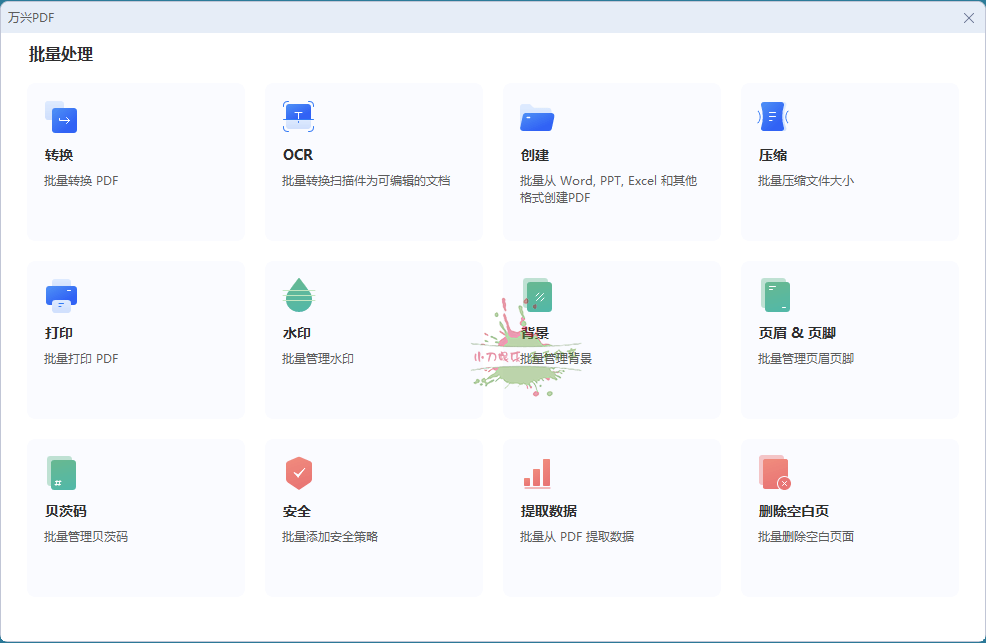 万兴PDF
批量处理
转换
批量转换 PDF
OCR
批量转换扫描件为可编辑的文档
创建
批量从 Word, PPT, Excel 和其他
格式创建PDF
压缩
批量压缩文件大小
打印
批量打印 PDF
水印
批量管理水印
背景
批量管理背景
页眉 & 页脚
批量管理页眉页脚
贝茨码
批量管理贝茨码
安全
批量添加安全策略
提取数据
批量从 PDF 提取数据
删除空白页
批量删除空白页面